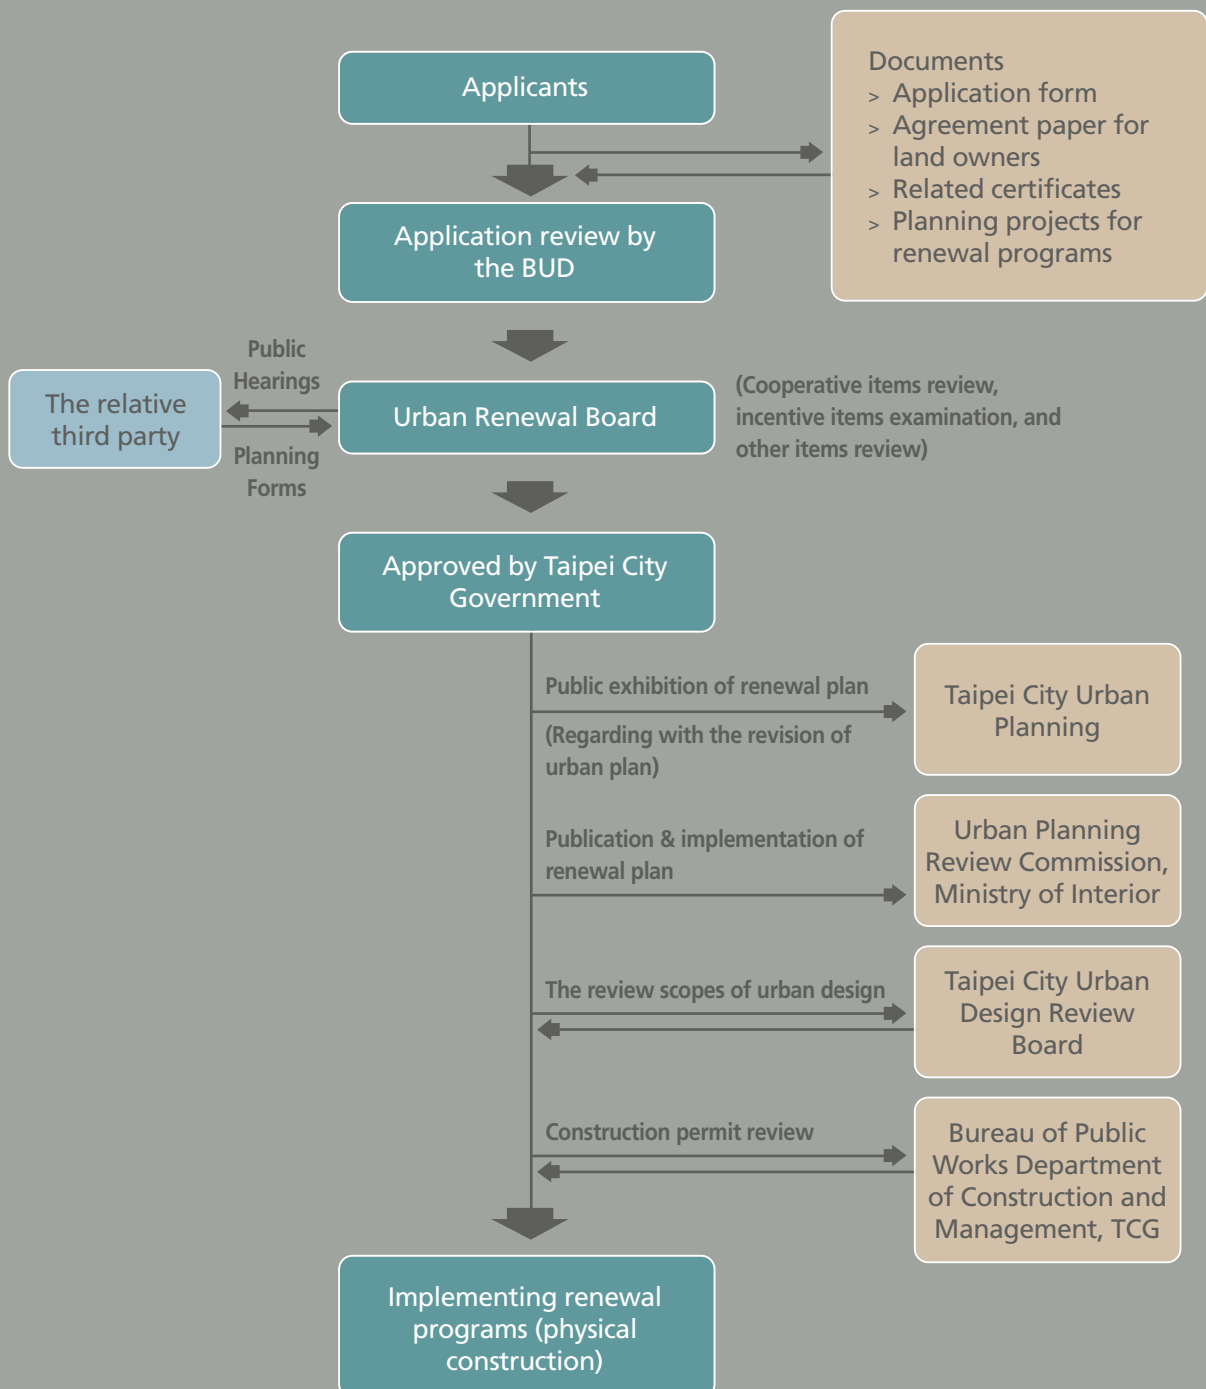 Applicants
Documents
> Application form
> Agreement paper for
land owners
> Related certificates
> Planning projects for
renewal programs
Application review by
the BUD
Public
Hearings
The relative
third party
Planning
Forms
Urban Renewal Board
(Cooperative items review,
incentive items examination, and
other items review)
Approved by Taipei City
Government
Public exhibition of renewal plan
(Regarding with the revision of
urban plan)
Taipei City Urban
Planning
Publication & implementation of
renewal plan
Urban Planning
Review Commission,
Ministry of Interior
The review scopes of urban design
Taipei City Urban
Design Review
Board
Construction permit review
Bureau of Public
Works Department
of Construction and
Management, TCG
Implementing renewal
programs (physical
construction)